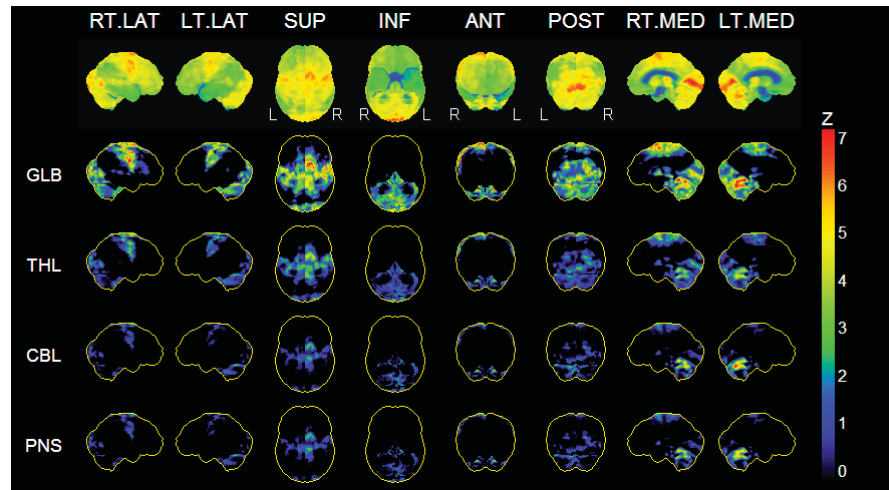 RT.LAT LT.LAT SUP INF ANT POST RT.MED LT.MED
L R R L R L L R
Z
7
GLB
6
5
THL
4
3
CBL
2
1
PNS
0